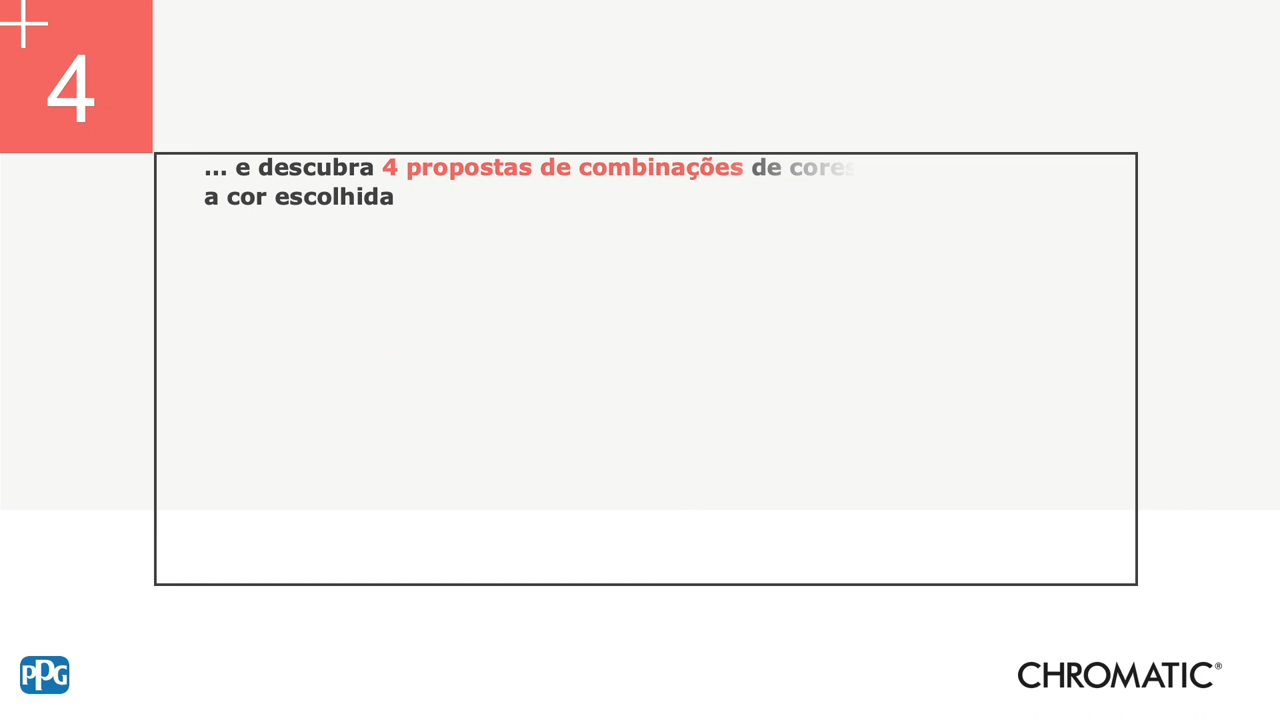 4
... e descubra 4 propostas de combinações de cores
a cor escolhida
PPG
CHROMATIC®